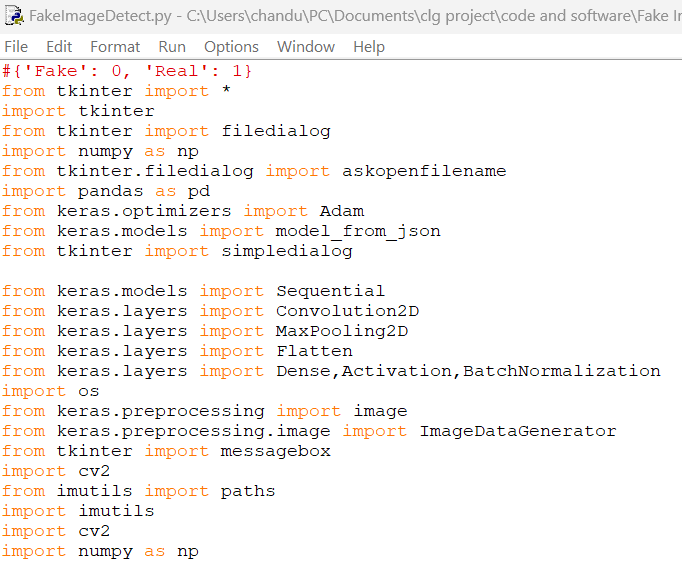 FakeImageDetect.py - C:\Users\chandu\PC\Documents\clg project\code and software\Fake
File Edit Format Run Options Window Help
#{'Fake': 0, 'Real': 1}
from tkinter import *
import tkinter
from tkinter import filedialog
import numpy as np
from tkinter.filedialog import askopenfilename
import pandas as pd
from keras.optimizers import Adam
from keras.models import model_from_json
from tkinter import simpledialog
from keras.models import Sequential
from keras.layers import Convolution2D
from keras.layers import MaxPooling2D
from keras.layers import Flatten
from keras.layers import Dense,Activation,BatchNormalization
import os
from keras.preprocessing import image
from keras.preprocessing.image import ImageDataGenerator
from tkinter import messagebox
import cv2
from imutils import paths
import imutils
import cv2
import numpy as np